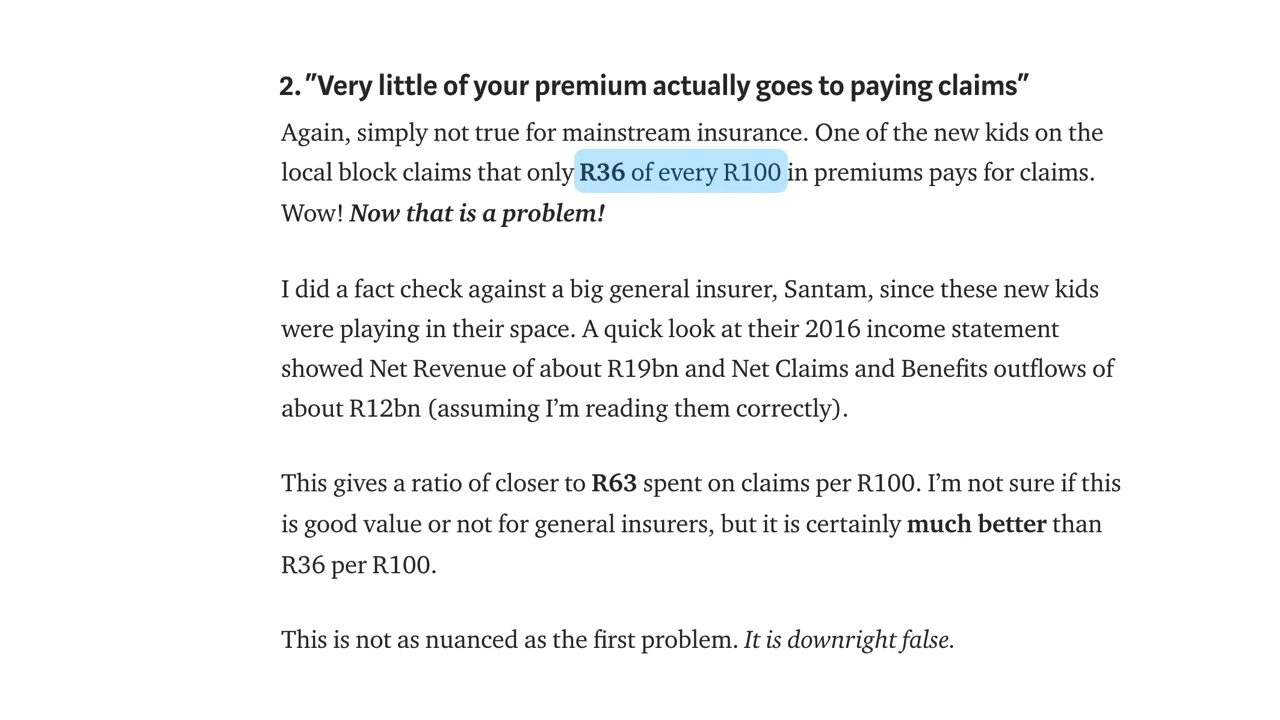 2. "Very little of your premium actually goes to paying claims"
Again, simply not true for mainstream insurance. One of the new kids on the
local block claims that only R36 of every R100 in premiums pays for claims.
Wow! Now that is a problem!
I did a fact check against a big general insurer, Santam, since these new kids
were playing in their space. A quick look at their 2016 income statement
showed Net Revenue of about R19bn and Net Claims and Benefits outflows of
about R12bn (assuming I’m reading them correctly).
This gives a ratio of closer to R63 spent on claims per R100. I’m not sure if this
is good value or not for general insurers, but it is certainly much better than
R36 per R100.
This is not as nuanced as the first problem. It is downright false.